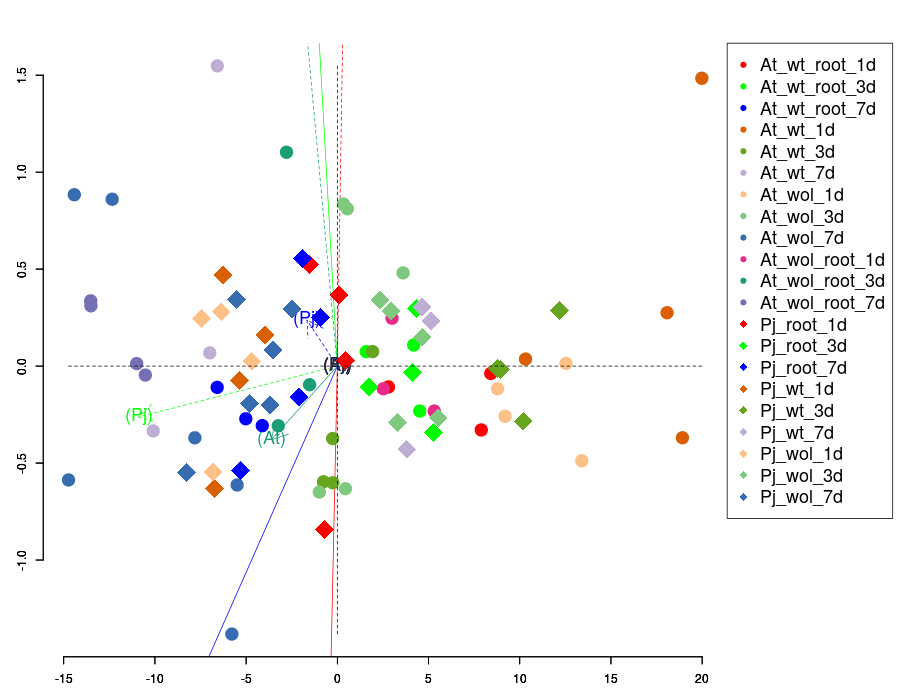 1.5
1.0
0.5
0.0
-0.5
-1.0
-15
-10
-5
0
5
10
15
20
(Pj)
(Pj)
(At)
At_wt_root_1d
At_wt_root_3d
At_wt_root_7d
At_wt_1d
At_wt_3d
At_wt_7d
At_wol_1d
At_wol_3d
At_wol_7d
At_wol_root_1d
At_wol_root_3d
At_wol_root_7d
Pj_root_1d
Pj_root_3d
Pj_root_7d
Pj_wt_1d
Pj_wt_3d
Pj_wt_7d
Pj_wol_1d
Pj_wol_3d
Pj_wol_7d